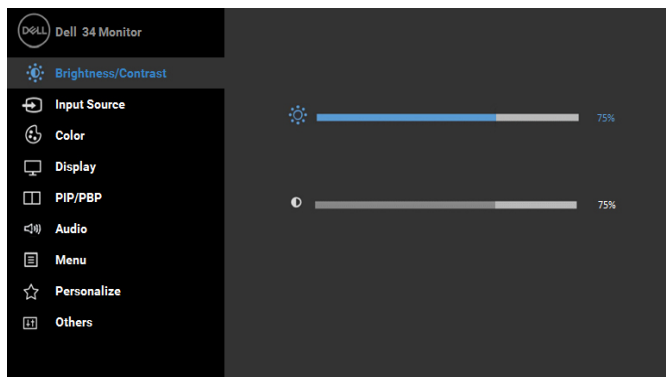 DELL
Dell 34 Monitor
Brightness/Contrast
75%
Input Source
Color
Display
PIP/PBP
75%
Audio
Menu
Personalize
Others